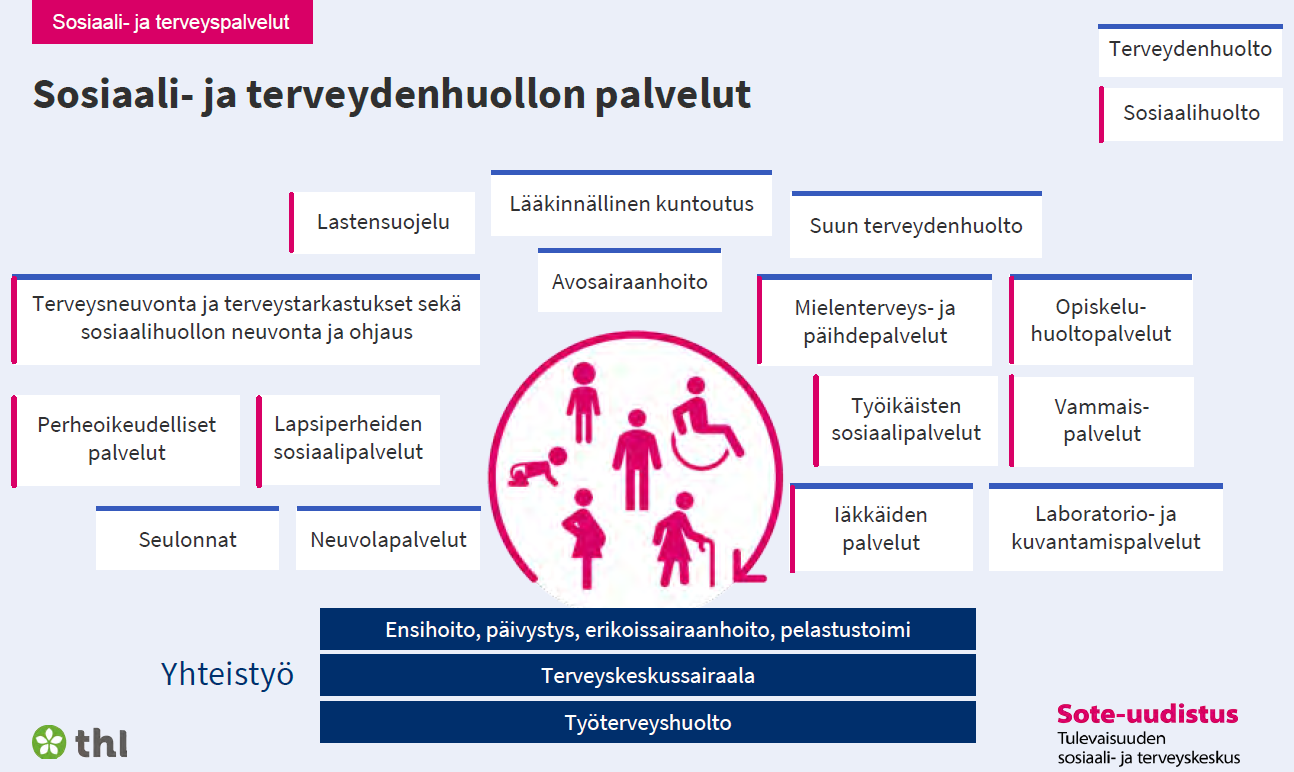 Sosiaali- ja terveyspalvelut
Sosiaali- ja terveydenhuollon palvelut
Terveydenhuolto
Sosiaalihuolto
Lastensuojelu
Lääkinnällinen kuntoutus
Suun terveydenhuolto
Avosairaanhoito
Terveysneuvonta ja terveystarkastukset sekä
sosiaalihuollon neuvonta ja ohjaus
Mielenterveys- ja
päihdepalvelut
Opiskelu-
huoltopalvelut
Perheoikeudelliset
palvelut
Lapsiperheiden
sosiaalipalvelut
Työikäisten
sosiaalipalvelut
Vammais-
palvelut
Seulonnat
Neuvolapalvelut
Iäkkäiden
palvelut
Laboratorio- ja
kuvantamispalvelut
Yhteistyö
Ensihoito, päivystys, erikoissairaanhoito, pelastustoimi
Terveyskeskussairaala
Työterveyshuolto
thl
Sote-uudistus
Tulevaisuuden
sosiaali- ja terveyskeskus